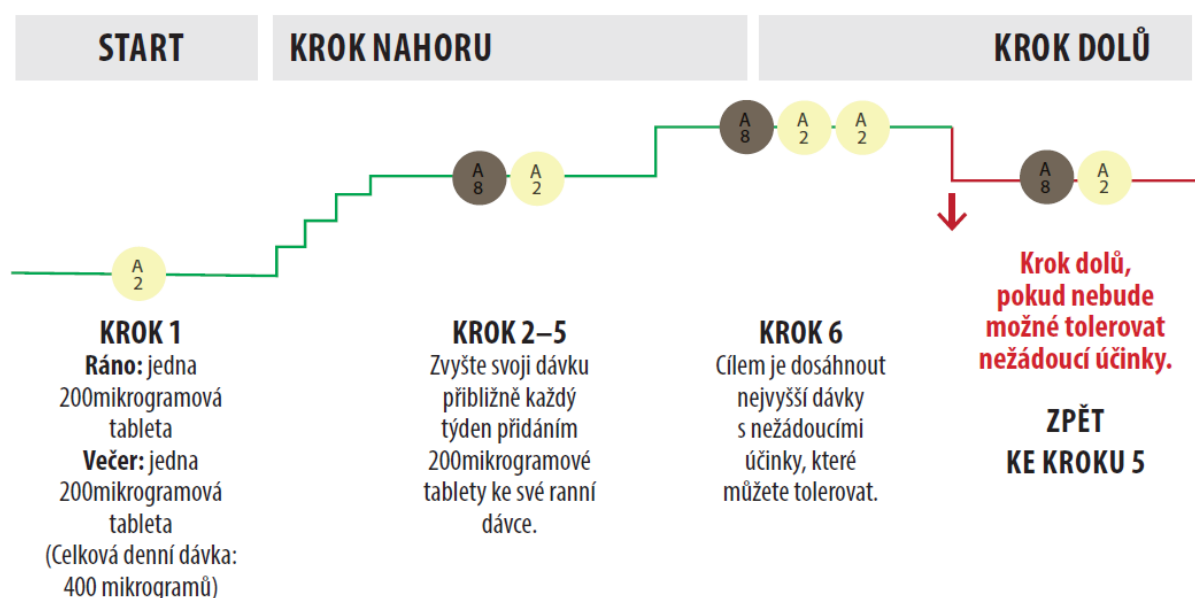 START
KROK NAHORU
KROK DOLŮ
A
8
A
2
A
2
A
8
A
2
A
8
A
2
A
2
KROK 1
Ráno: jedna
200mikrogramová
tableta
Večer: jedna
200mikrogramová
tableta
(Celková denní dávka:
400 mikrogramů)
KROK 2–5
Zvyšte svoji dávku
přibližně každý
týden přidáním
200mikrogramové
tablety ke své ranní
dávce.
KROK 6
Cílem je dosáhnout
nejvyšší dávky
s nežádoucími
účinky, které
můžete tolerovat.
Krok dolů,
pokud nebude
možné tolerovat
nežádoucí účinky.
ZPĚT
KE KROKU 5